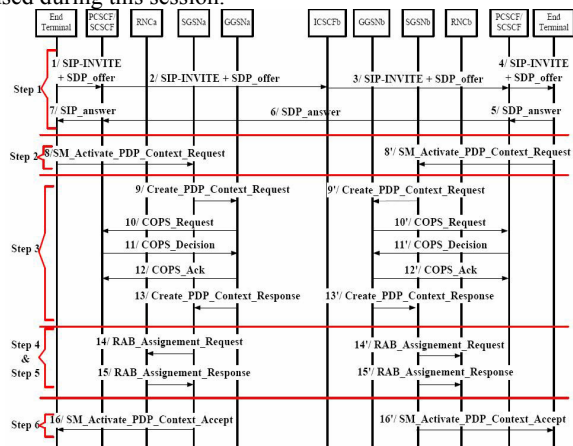 sed during this session.
End Terminal
PCSCF/ SCSCF
RNCa
SGSNa
GGSNa
ICSCFb
GGSNb
SGSNb
RNCb
PCSCF/ SCSCF
End Terminal
Step 1
1/ SIP-INVITE + SDP_offer
2/ SIP-INVITE + SDP_offer
3/ SIP-INVITE + SDP_offer
4/ SIP-INVITE + SDP_offer
7/ SIP_answer
6/ SDP_answer
5/ SDP_answer
Step 2
8/SM_Activate_PDP_Context_Request
8'/ SM_Activate_PDP_Context_Request
Step 3
9/ Create_PDP_Context_Request
9'/ Create_PDP_Context_Request
10/ COPS_Request
10'/ COPS_Request
11/ COPS_Decision
11'/ COPS_Decision
12/ COPS_Ack
12'/ COPS_Ack
13/ Create_PDP_Context_Response
13'/ Create_PDP_Context_Response
Step 4
&
Step 5
14/ RAB_Assignement_Request
14'/ RAB_Assignement_Request
15/ RAB_Assignement_Response
15'/ RAB_Assignement_Response
Step 6
16/ SM_Activate_PDP_Context_Accept
16'/ SM_Activate_PDP_Context_Accept